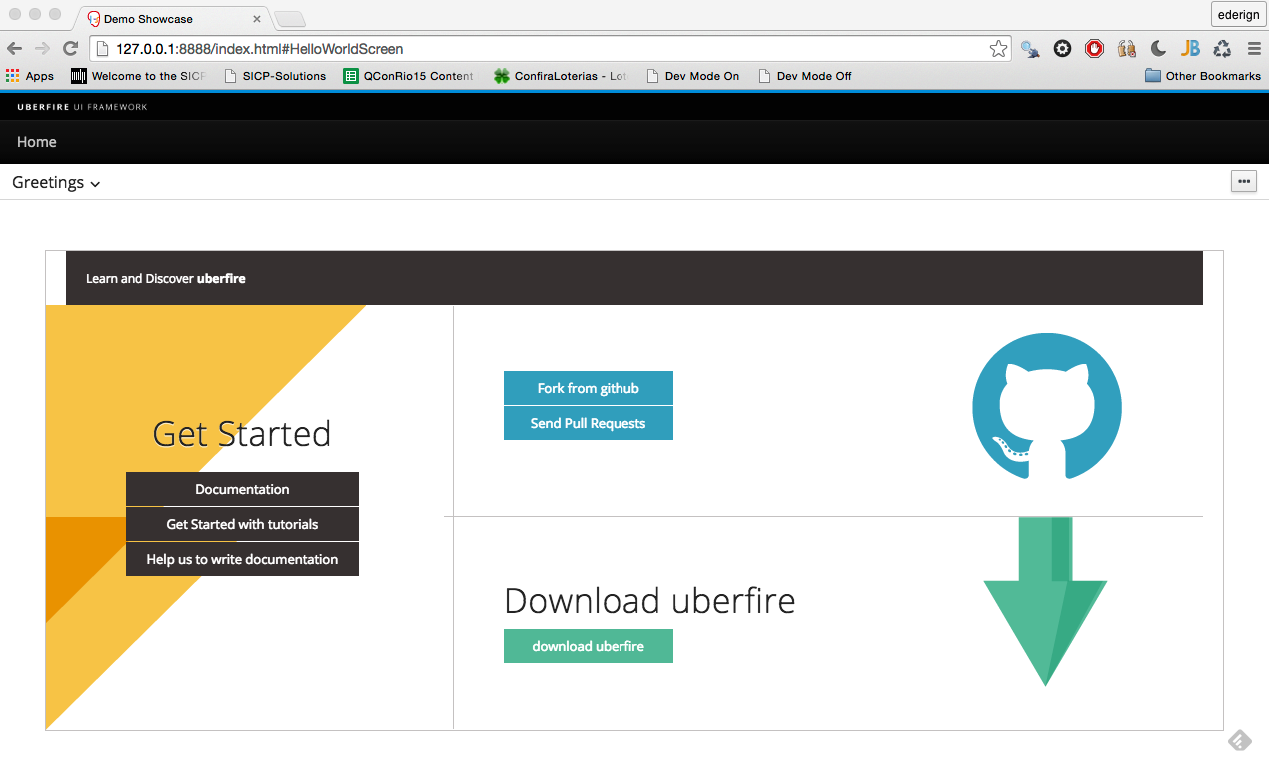 Demo Showcase
ederign
127.0.0.1:8888/index.html#HelloWorldScreen
JB
Apps
Welcome to the SICP
SICP-Solutions
QConRio15 Content
ConfiraLoterias - Lot
Dev Mode On
Dev Mode Off
Other Bookmarks
UBERFIRE UI FRAMEWORK
Home
Greetings
Learn and Discover uberfire
Get Started
Documentation
Get Started with tutorials
Help us to write documentation
Fork from github
Send Pull Requests
Download uberfire
download uberfire